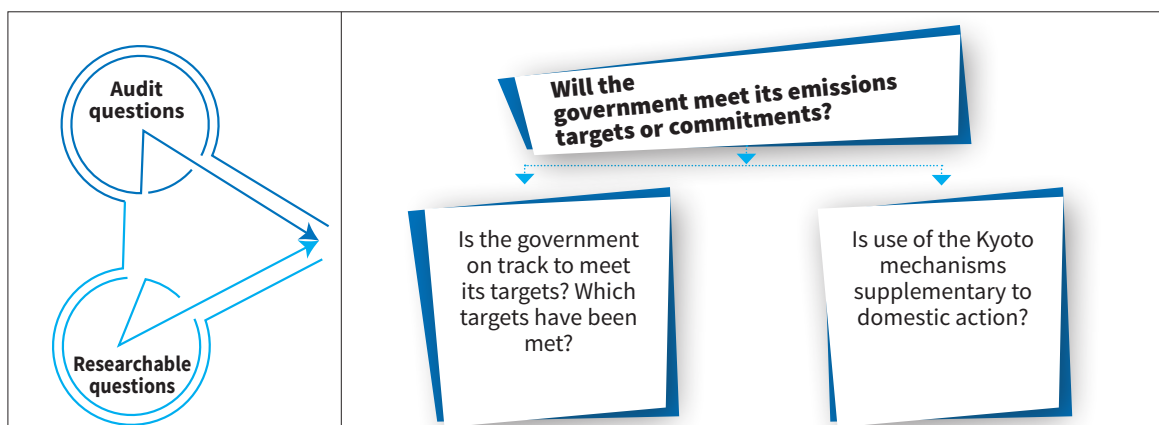 Audit
questions
Researchable
questions
Will the
government meet its emissions
targets or commitments?
Is the government
on track to meet
its targets? Which
targets have been
met?
Is use of the Kyoto
mechanisms
supplementary to
domestic action?